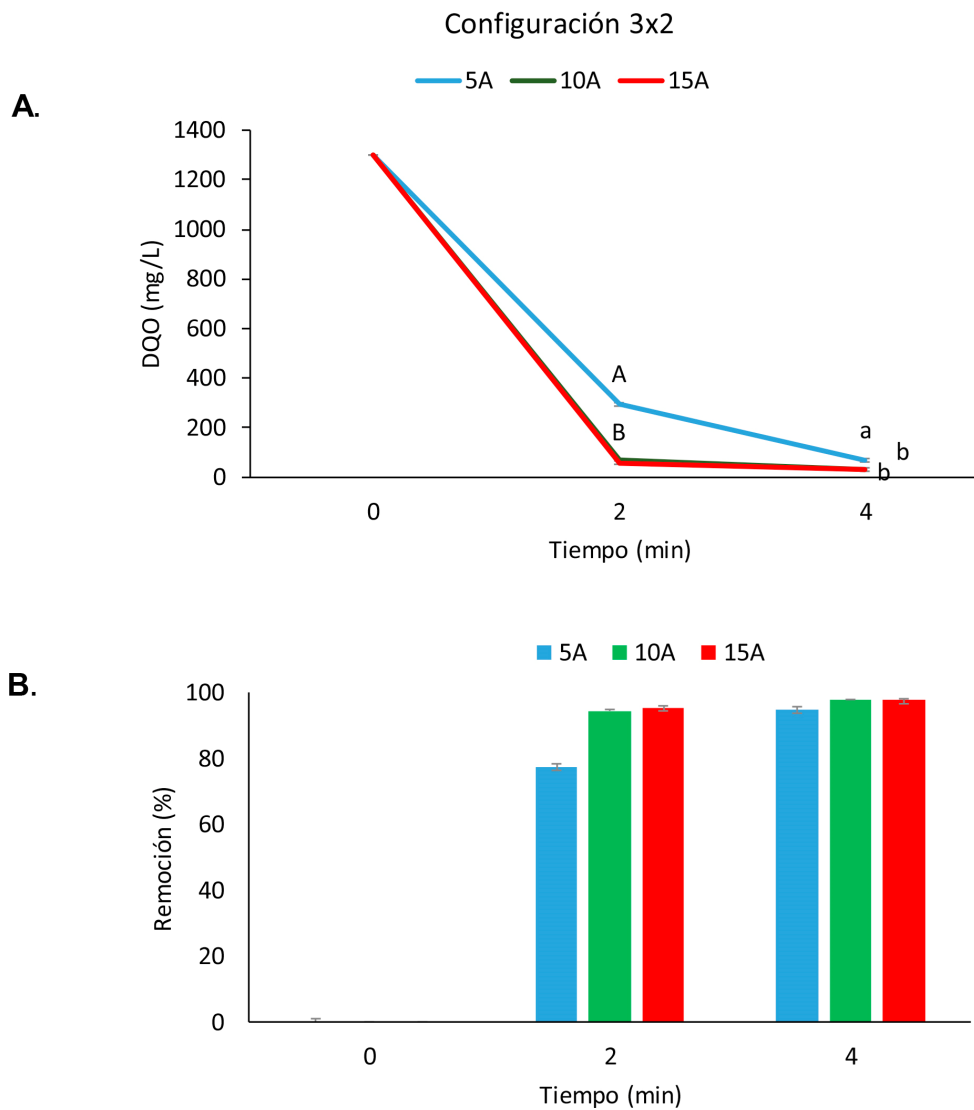 Configuración 3x2
5A 10A 15A
A.
1400
1200
1000
800
600
400
200
0
DQO (mg/L)
A
B
a
b
b
0 2 4
Tiempo (min)
5A 10A 15A
B.
100
80
60
40
20
0
Remoción (%)
0 2 4
Tiempo (min)